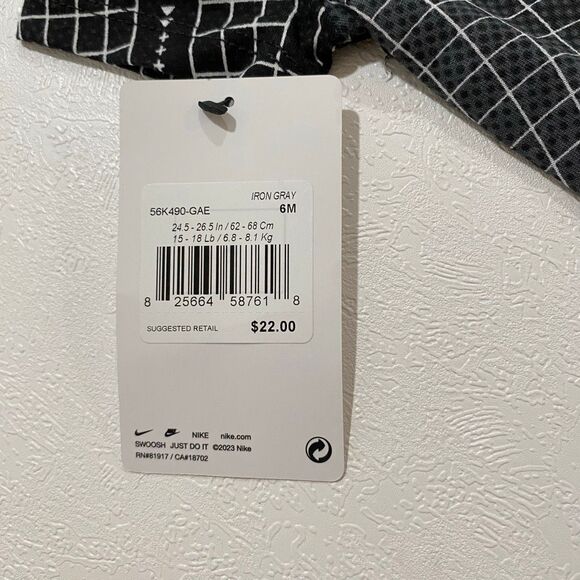 IRON GRAY
56K490-GAE 6M
24.5 - 26.5 In / 62 - 68 Cm
15 - 18 Lb / 6.8 - 8.1 Kg
8 25664 58761 8
SUGGESTED RETAIL $22.00
NIKE nike.com
SWOOSH JUST DO IT ©2023 Nike
RN#81917 / CA#18702